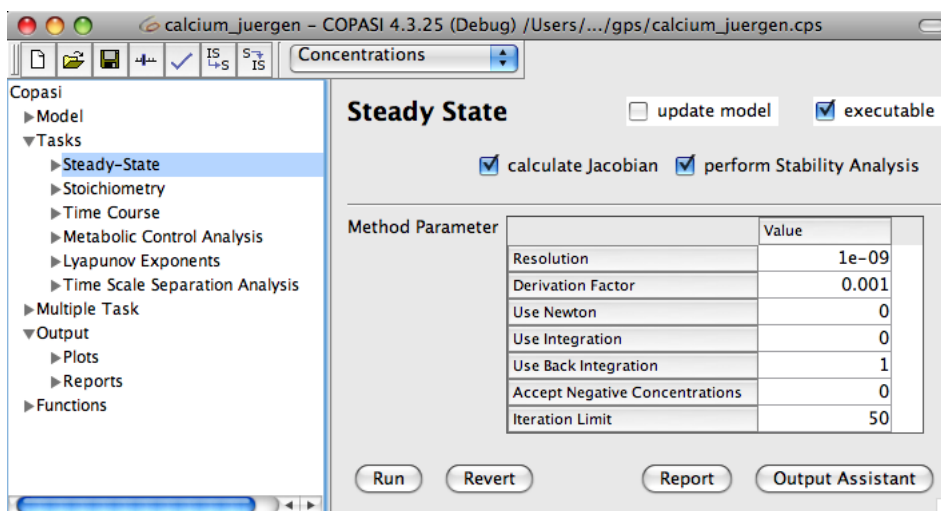 calcium_juergen – COPASI 4.3.25 (Debug) /Users/.../gps/calcium_juergen.cps
IS S S IS Concentrations
Copasi
Model
Tasks
Steady-State
Stoichiometry
Time Course
Metabolic Control Analysis
Lyapunov Exponents
Time Scale Separation Analysis
Multiple Task
Output
Plots
Reports
Functions
Steady State update model executable
calculate Jacobian perform Stability Analysis
Method Parameter Value
Resolution 1e-09
Derivation Factor 0.001
Use Newton 0
Use Integration 0
Use Back Integration 1
Accept Negative Concentrations 0
Iteration Limit 50
Run Revert Report Output Assistant